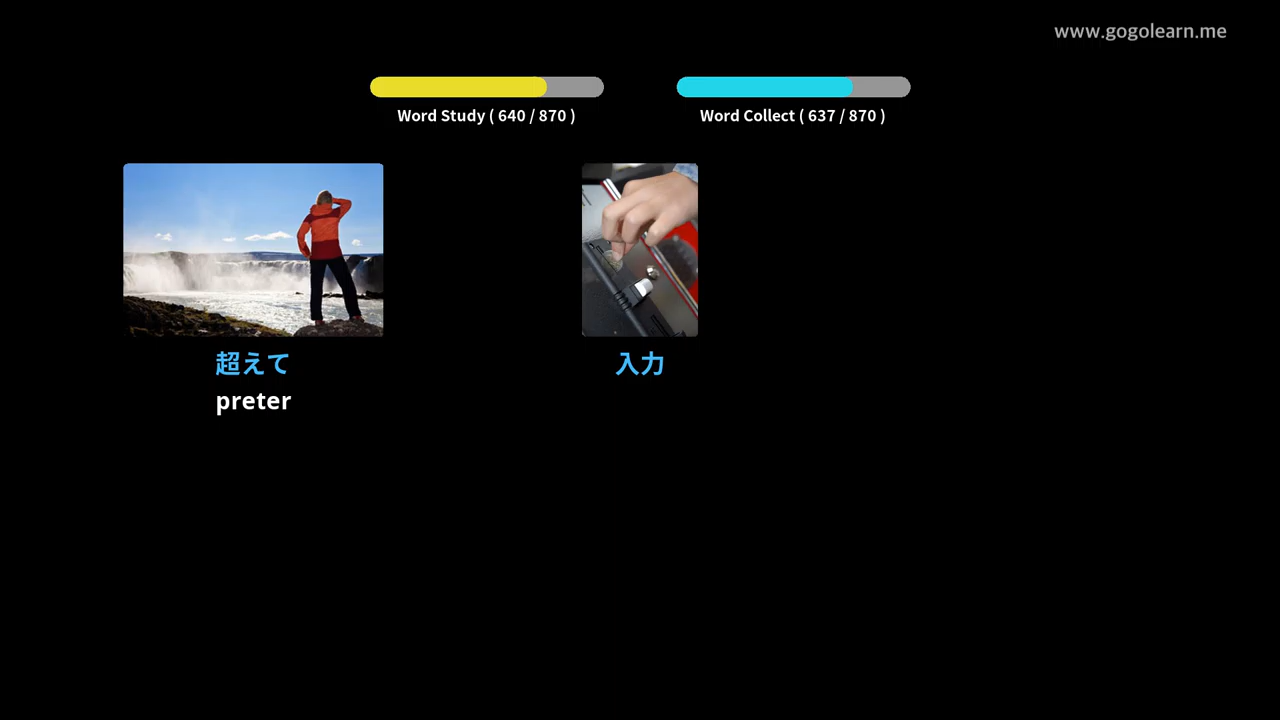 www.gogolearn.me
Word Study ( 640 / 870 )
Word Collect ( 637 / 870 )
超えて
preter
入力